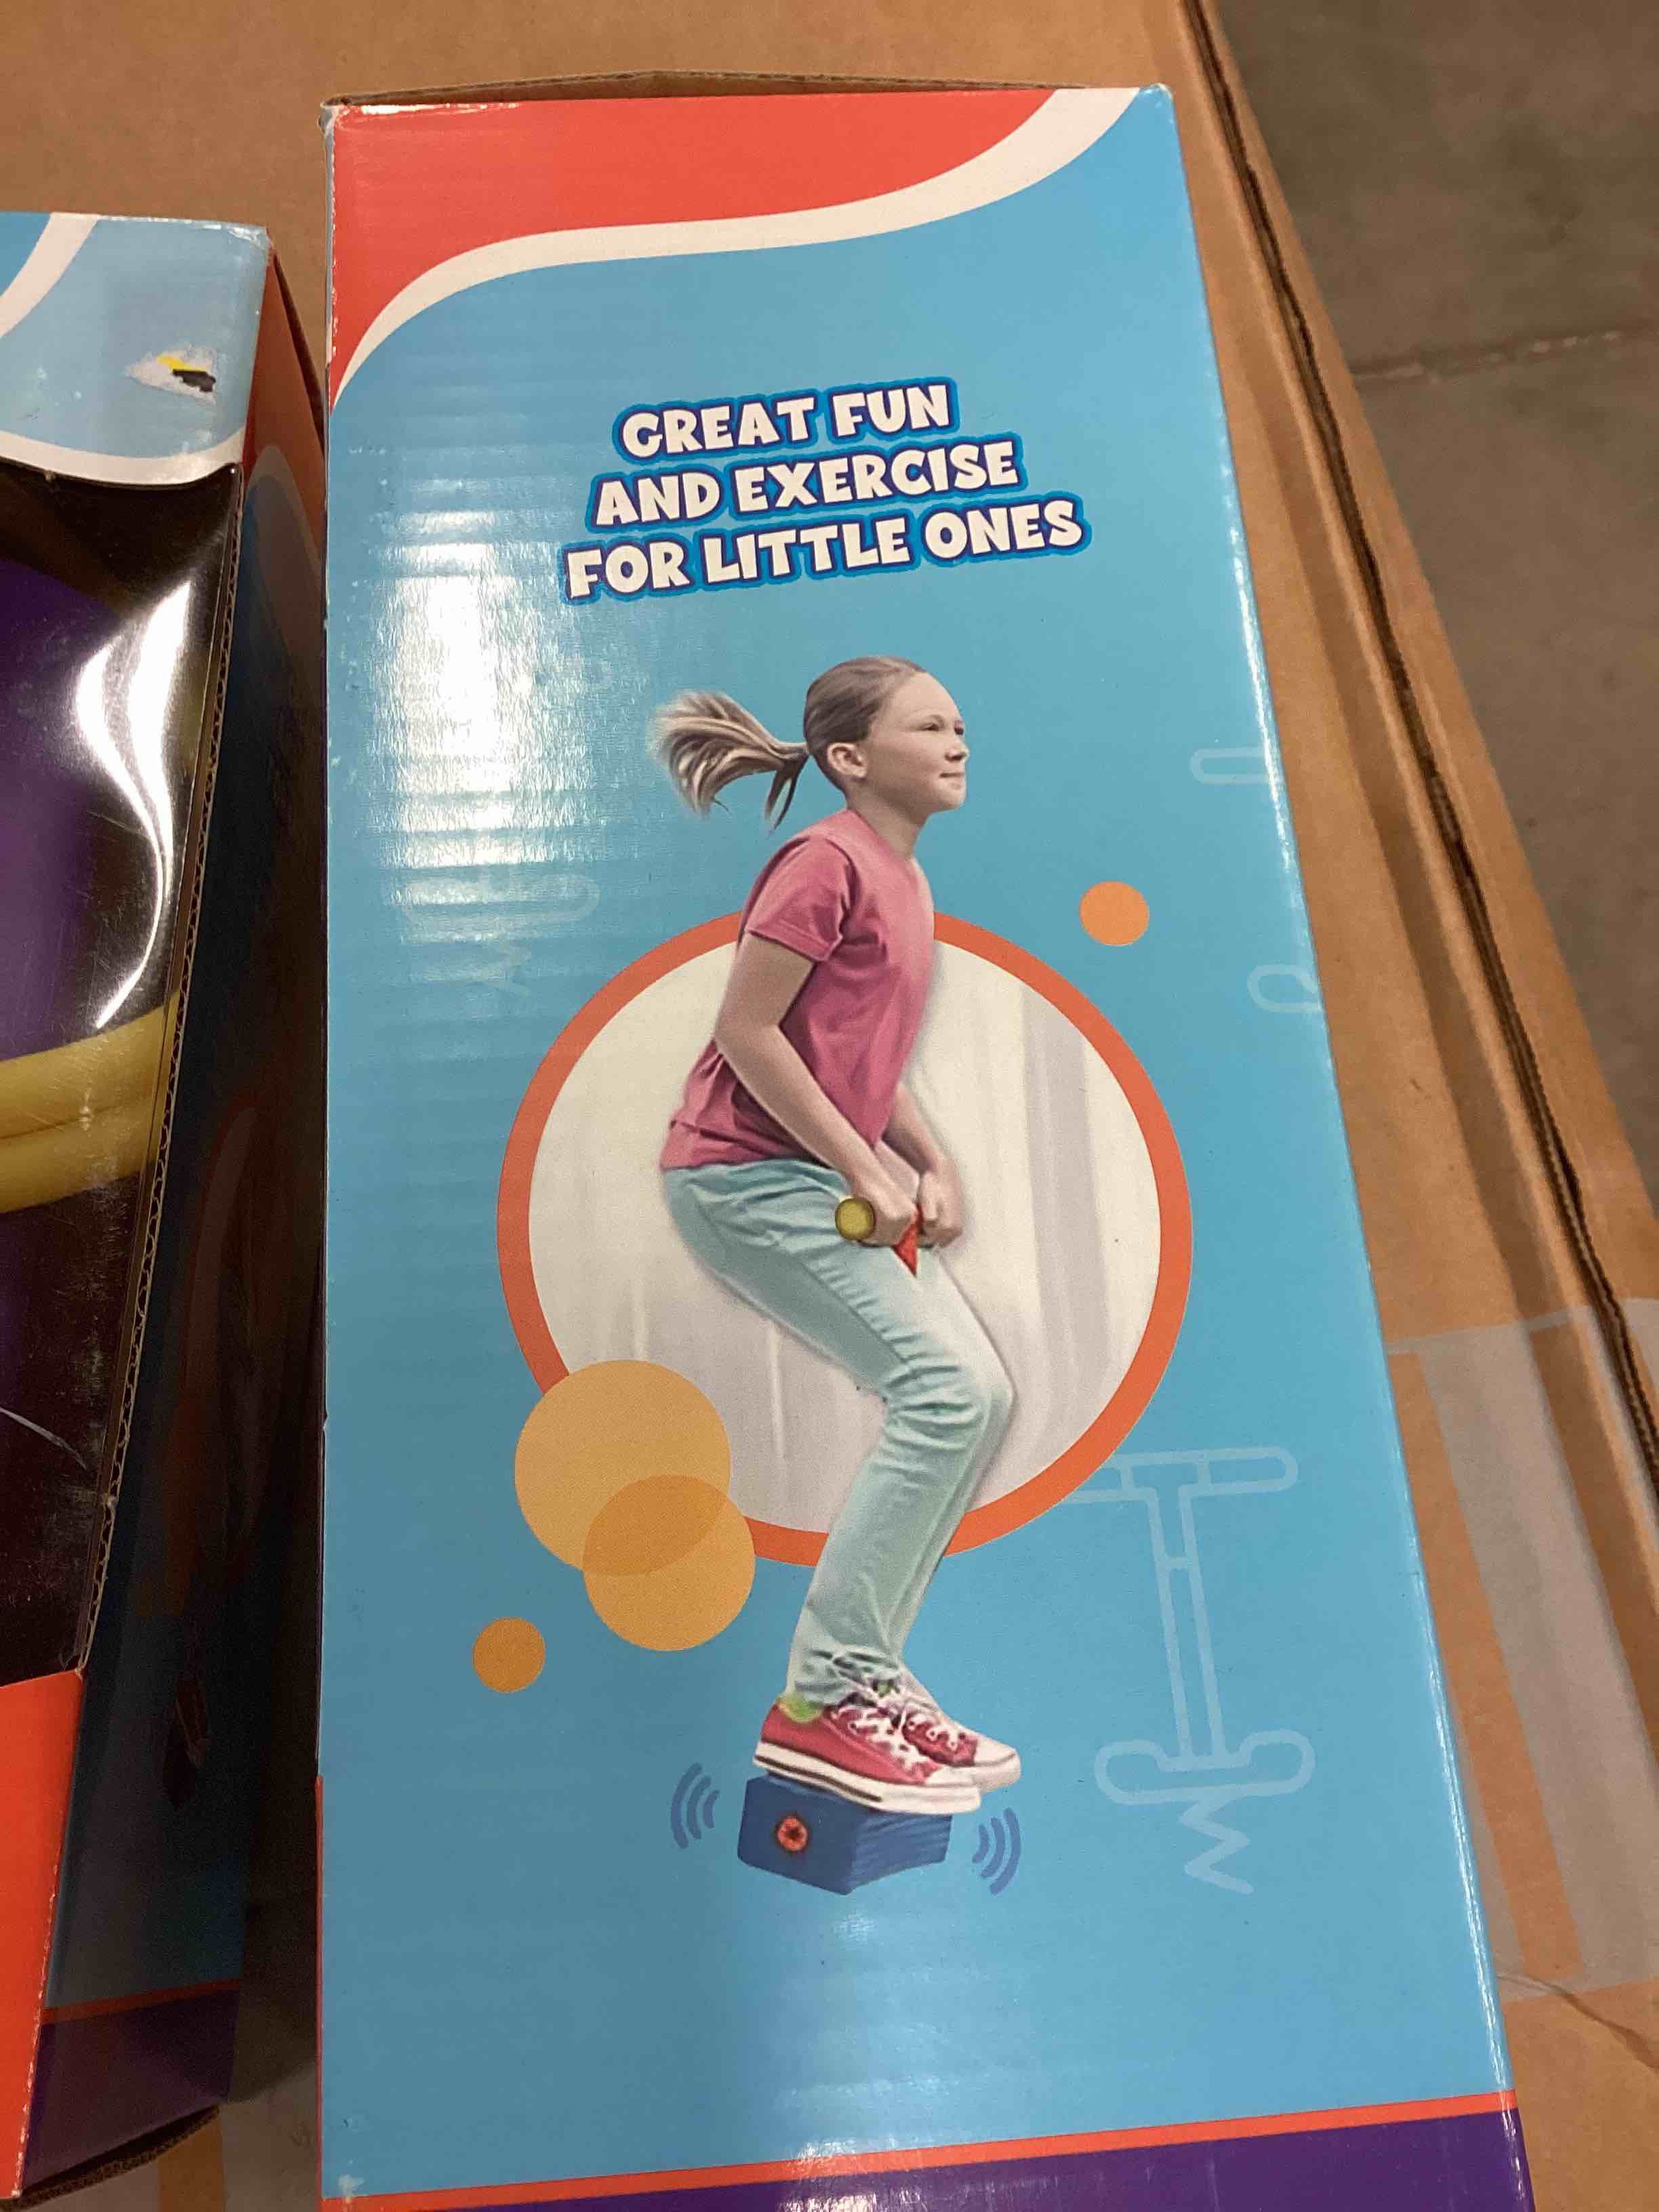 GREAT FUN
AND EXERCISE
FOR LITTLE ONES